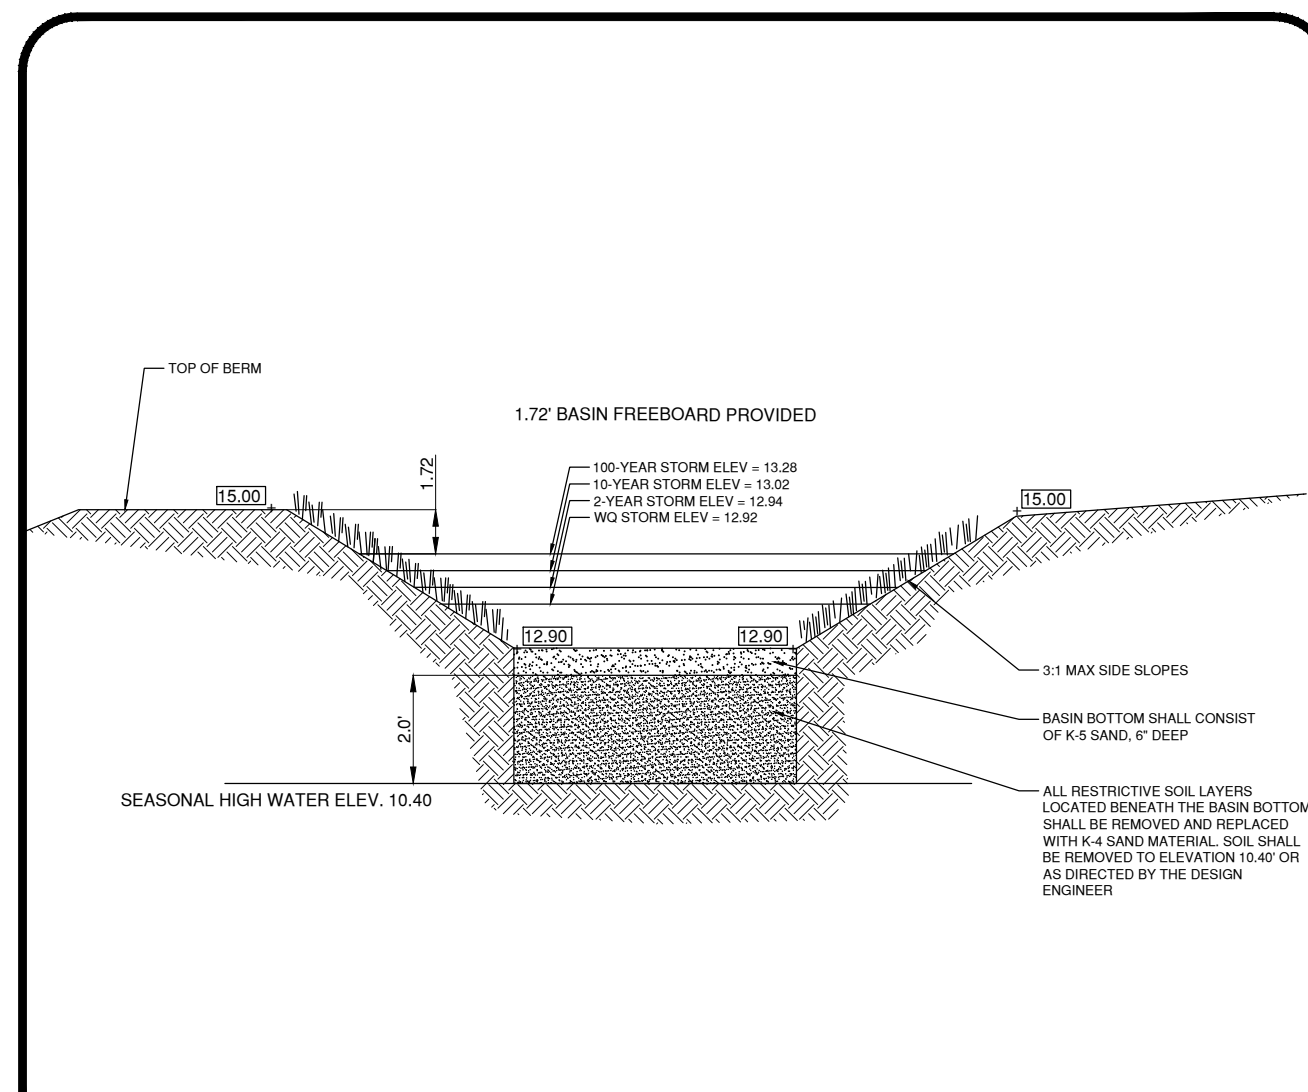 TOP OF BERM
1.72' BASIN FREEBOARD PROVIDED
1.72
100-YEAR STORM ELEV = 13.28
10-YEAR STORM ELEV = 13.02
2-YEAR STORM ELEV = 12.94
WQ STORM ELEV = 12.92
15.00
15.00
12.90
12.90
3:1 MAX SIDE SLOPES
2.0'
BASIN BOTTOM SHALL CONSIST
OF K-5 SAND, 6" DEEP
SEASONAL HIGH WATER ELEV. 10.40
ALL RESTRICTIVE SOIL LAYERS
LOCATED BENEATH THE BASIN BOTTOM
SHALL BE REMOVED AND REPLACED
WITH K-4 SAND MATERIAL. SOIL SHALL
BE REMOVED TO ELEVATION 10.40' OR
AS DIRECTED BY THE DESIGN
ENGINEER